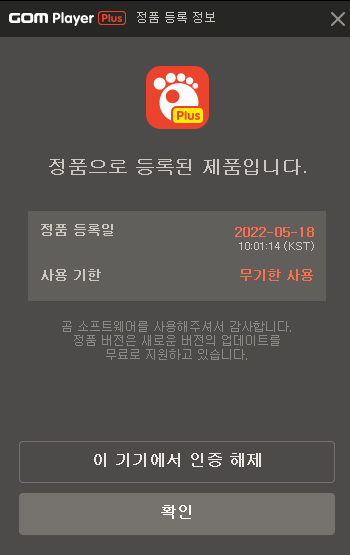 GOM Player Plus 정품 등록 정보
Plus
정품으로 등록된 제품입니다.
정품 등록일 2022-05-18
10:01:14 (KST)
사용 기한 무기한 사용
곰 소프트웨어를 사용해주셔서 감사합니다.
정품 버전은 새로운 버전의 업데이트를
무료로 지원하고 있습니다.
이 기기에서 인증 해제
확인